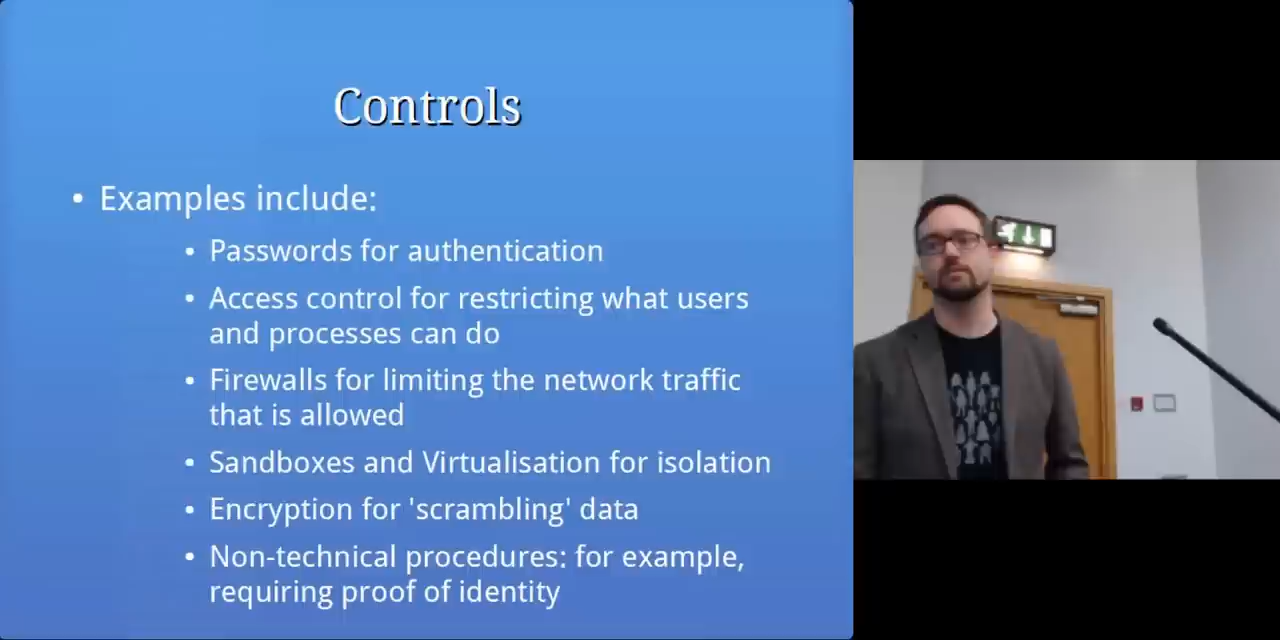 Controls
• Examples include:
• Passwords for authentication
• Access control for restricting what users
and processes can do
• Firewalls for limiting the network traffic
that is allowed
• Sandboxes and Virtualisation for isolation
• Encryption for 'scrambling' data
• Non-technical procedures: for example,
requiring proof of identity